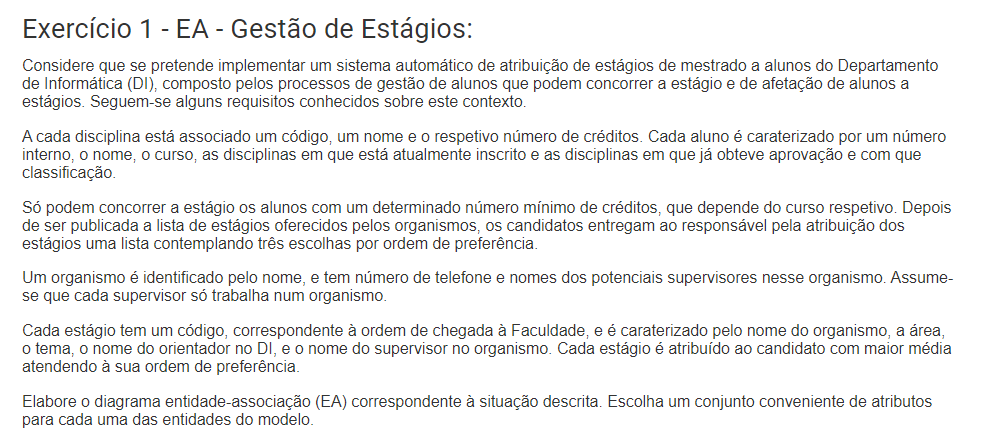 Exercício 1 - EA - Gestão de Estágios:
Considere que se pretende implementar um sistema automático de atribuição de estágios de mestrado a alunos do Departamento
de Informática (DI), composto pelos processos de gestão de alunos que podem concorrer a estágio e de afetação de alunos a
estágios. Seguem-se alguns requisitos conhecidos sobre este contexto.
A cada disciplina está associado um código, um nome e o respetivo número de créditos. Cada aluno é caraterizado por um número
interno, o nome, o curso, as disciplinas em que está atualmente inscrito e as disciplinas em que já obteve aprovação e com que
classificação.
Só podem concorrer a estágio os alunos com um determinado número mínimo de créditos, que depende do curso respetivo. Depois
de ser publicada a lista de estágios oferecidos pelos organismos, os candidatos entregam ao responsável pela atribuição dos
estágios uma lista contemplando três escolhas por ordem de preferência.
Um organismo é identificado pelo nome, e tem número de telefone e nomes dos potenciais supervisores nesse organismo. Assume-
se que cada supervisor só trabalha num organismo.
Cada estágio tem um código, correspondente à ordem de chegada à Faculdade, e é caraterizado pelo nome do organismo, a área,
o tema, o nome do orientador no DI, e o nome do supervisor no organismo. Cada estágio é atribuído ao candidato com maior média
atendendo à sua ordem de preferência.
Elabore o diagrama entidade-associação (EA) correspondente à situação descrita. Escolha um conjunto conveniente de atributos
para cada uma das entidades do modelo.